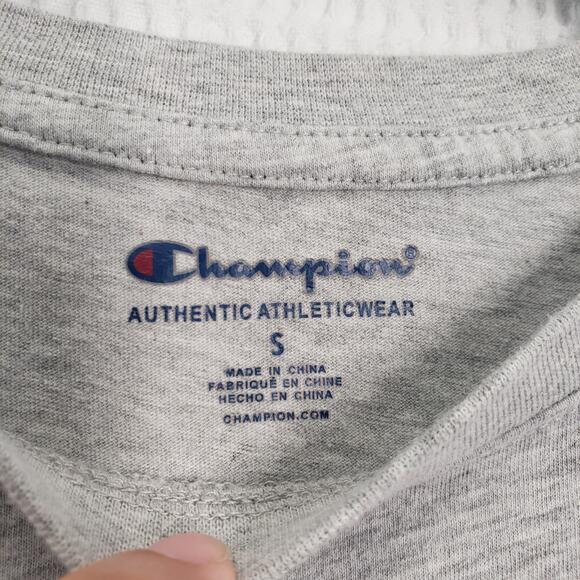 Champion®
AUTHENTIC ATHLETICWEAR
S
MADE IN CHINA
FABRIQUÉ EN CHINE
HECHO EN CHINA
CHAMPION.COM